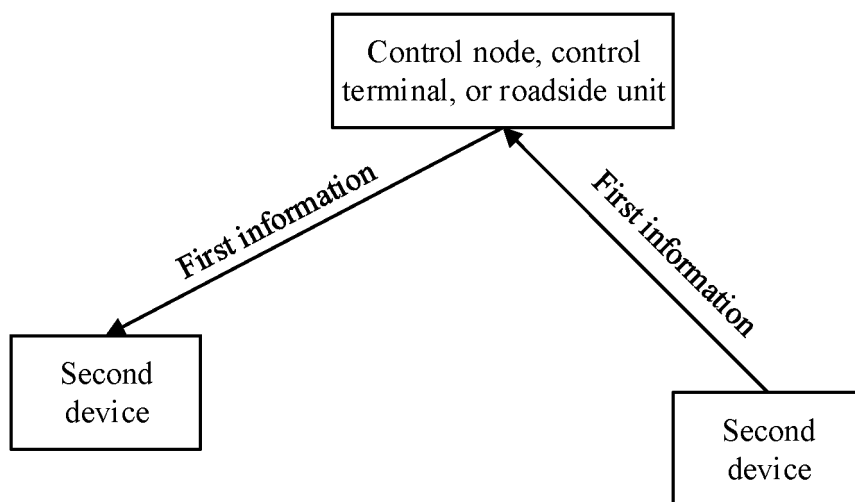 Control node, control
terminal, or roadside unit
First information
First information
Second
device
Second
device